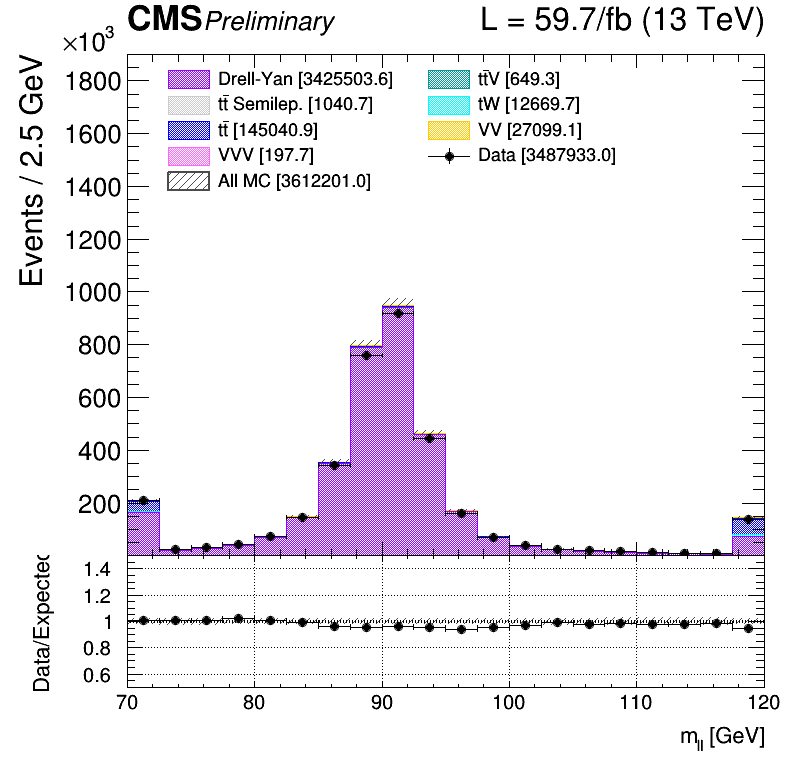 CMS Preliminary L = 59.7/fb (13 TeV)
×10³
Events / 2.5 GeV
Drell-Yan [3425503.6]
tt̄ Semilep. [1040.7]
tt̄ [145040.9]
VVV [197.7]
All MC [3612201.0]
tt̄V [649.3]
tW [12669.7]
VV [27099.1]
Data [3487933.0]
1800
1600
1400
1200
1000
800
600
400
200
Data/Expected
1.4
1.2
1
0.8
0.6
70 80 90 100 110 120
m_ll [GeV]